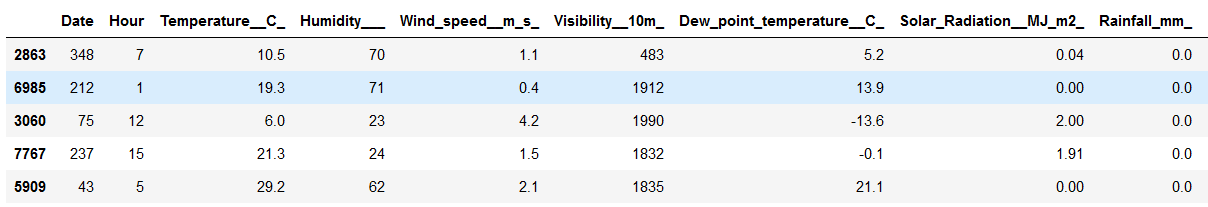 Date Hour Temperature__C_ Humidity___ Wind_speed__m_s_ Visibility__10m_ Dew_point_temperature__C_ Solar_Radiation__MJ_m2_ Rainfall_mm_
2863 348 7 10.5 70 1.1 483 5.2 0.04 0.0
6985 212 1 19.3 71 0.4 1912 13.9 0.00 0.0
3060 75 12 6.0 23 4.2 1990 -13.6 2.00 0.0
7767 237 15 21.3 24 1.5 1832 -0.1 1.91 0.0
5909 43 5 29.2 62 2.1 1835 21.1 0.00 0.0